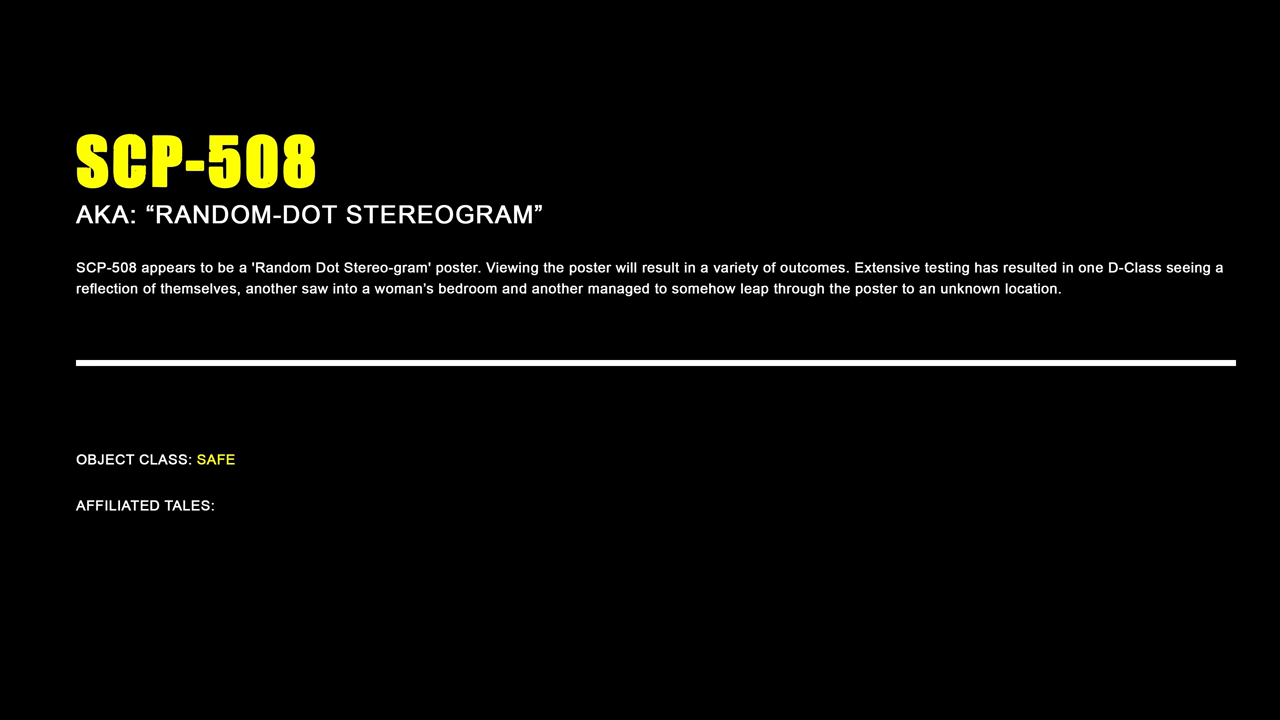 SCP-508
AKA: “RANDOM-DOT STEREOGRAM”
SCP-508 appears to be a 'Random Dot Stereo-gram' poster. Viewing the poster will result in a variety of outcomes. Extensive testing has resulted in one D-Class seeing a
reflection of themselves, another saw into a woman’s bedroom and another managed to somehow leap through the poster to an unknown location.
OBJECT CLASS: SAFE
AFFILIATED TALES: